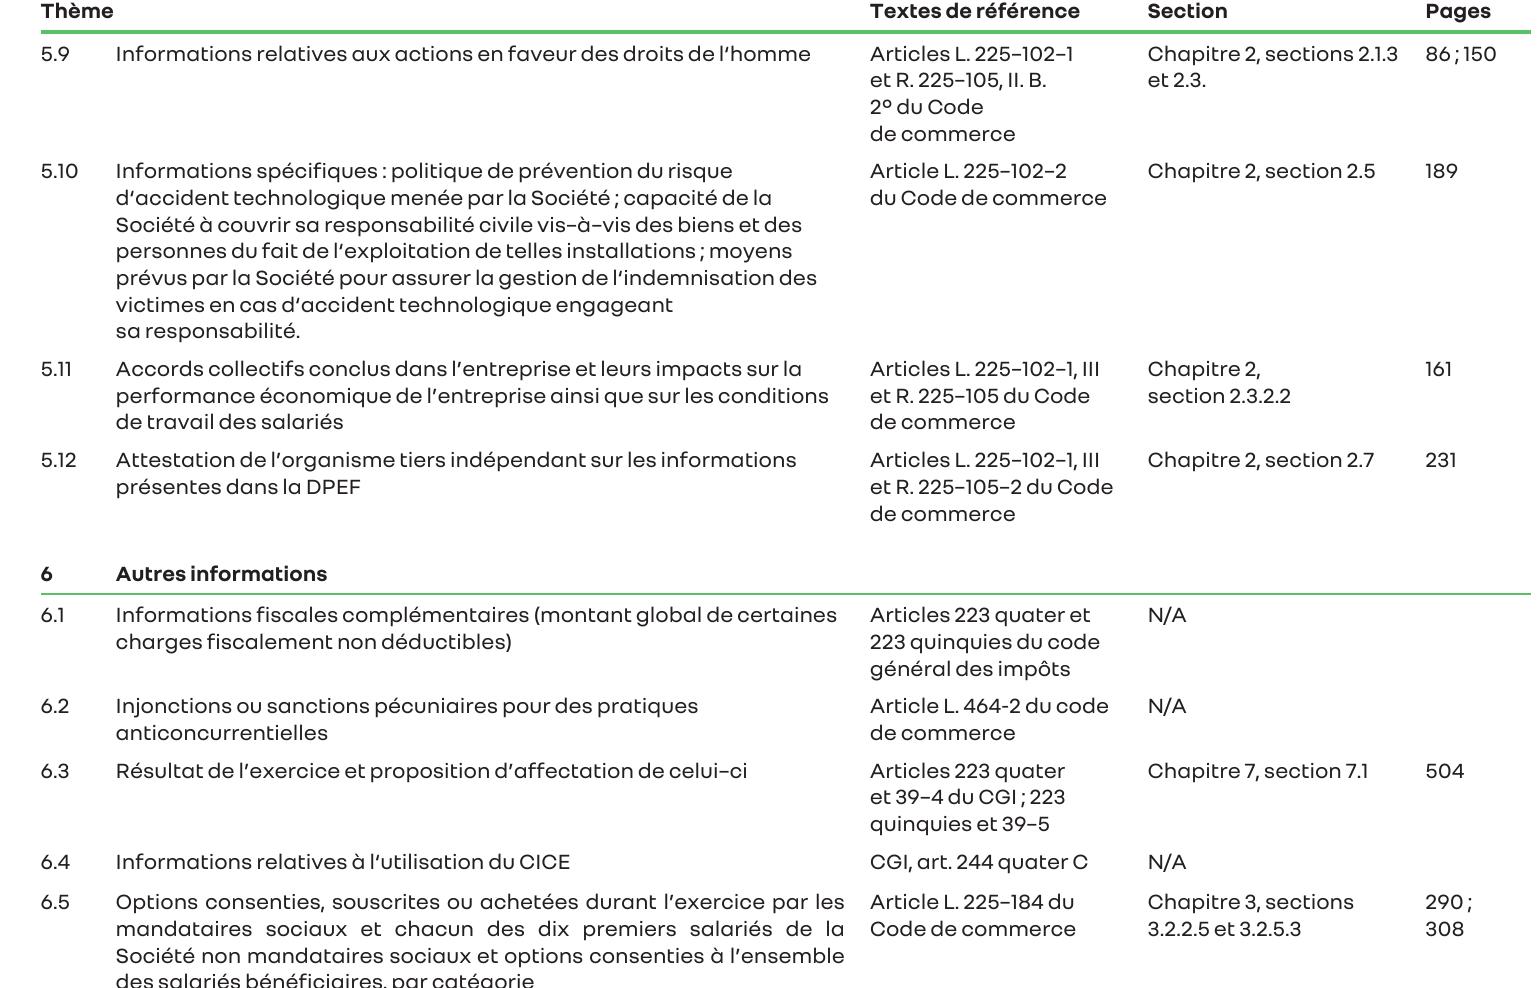 Thème Textes de référence Section Pages
5.9 Informations relatives aux actions en faveur des droits de l'homme Articles L. 225-102-1 Chapitre 2, sections 2.1.3 86 ; 150
et R. 225-105, II. B. et 2.3.
2° du Code
de commerce
5.10 Informations spécifiques : politique de prévention du risque Article L. 225-102-2 Chapitre 2, section 2.5 189
d'accident technologique menée par la Société ; capacité de la du Code de commerce
Société à couvrir sa responsabilité civile vis-à-vis des biens et des
personnes du fait de l'exploitation de telles installations ; moyens
prévus par la Société pour assurer la gestion de l'indemnisation des
victimes en cas d'accident technologique engageant
sa responsabilité.
5.11 Accords collectifs conclus dans l'entreprise et leurs impacts sur la Articles L. 225-102-1, III Chapitre 2, 161
performance économique de l'entreprise ainsi que sur les conditions et R. 225-105 du Code section 2.3.2.2
de travail des salariés de commerce
5.12 Attestation de l'organisme tiers indépendant sur les informations Articles L. 225-102-1, III Chapitre 2, section 2.7 231
présentes dans la DPEF et R. 225-105-2 du Code
de commerce
6 Autres informations
6.1 Informations fiscales complémentaires (montant global de certaines Articles 223 quater et N/A
charges fiscalement non déductibles) 223 quinquies du code
général des impôts
6.2 Injonctions ou sanctions pécuniaires pour des pratiques Article L. 464-2 du code N/A
anticoncurrentielles de commerce
6.3 Résultat de l'exercice et proposition d'affectation de celui-ci Articles 223 quater Chapitre 7, section 7.1 504
et 39-4 du CGI ; 223
quinquies et 39-5
6.4 Informations relatives à l'utilisation du CICE CGI, art. 244 quater C N/A
6.5 Options consenties, souscrites ou achetées durant l'exercice par les Article L. 225-184 du Chapitre 3, sections 290 ;
mandataires sociaux et chacun des dix premiers salariés de la Code de commerce 3.2.2.5 et 3.2.5.3 308
Société non mandataires sociaux et options consenties à l'ensemble
des salariés bénéficiaires, par catégorie